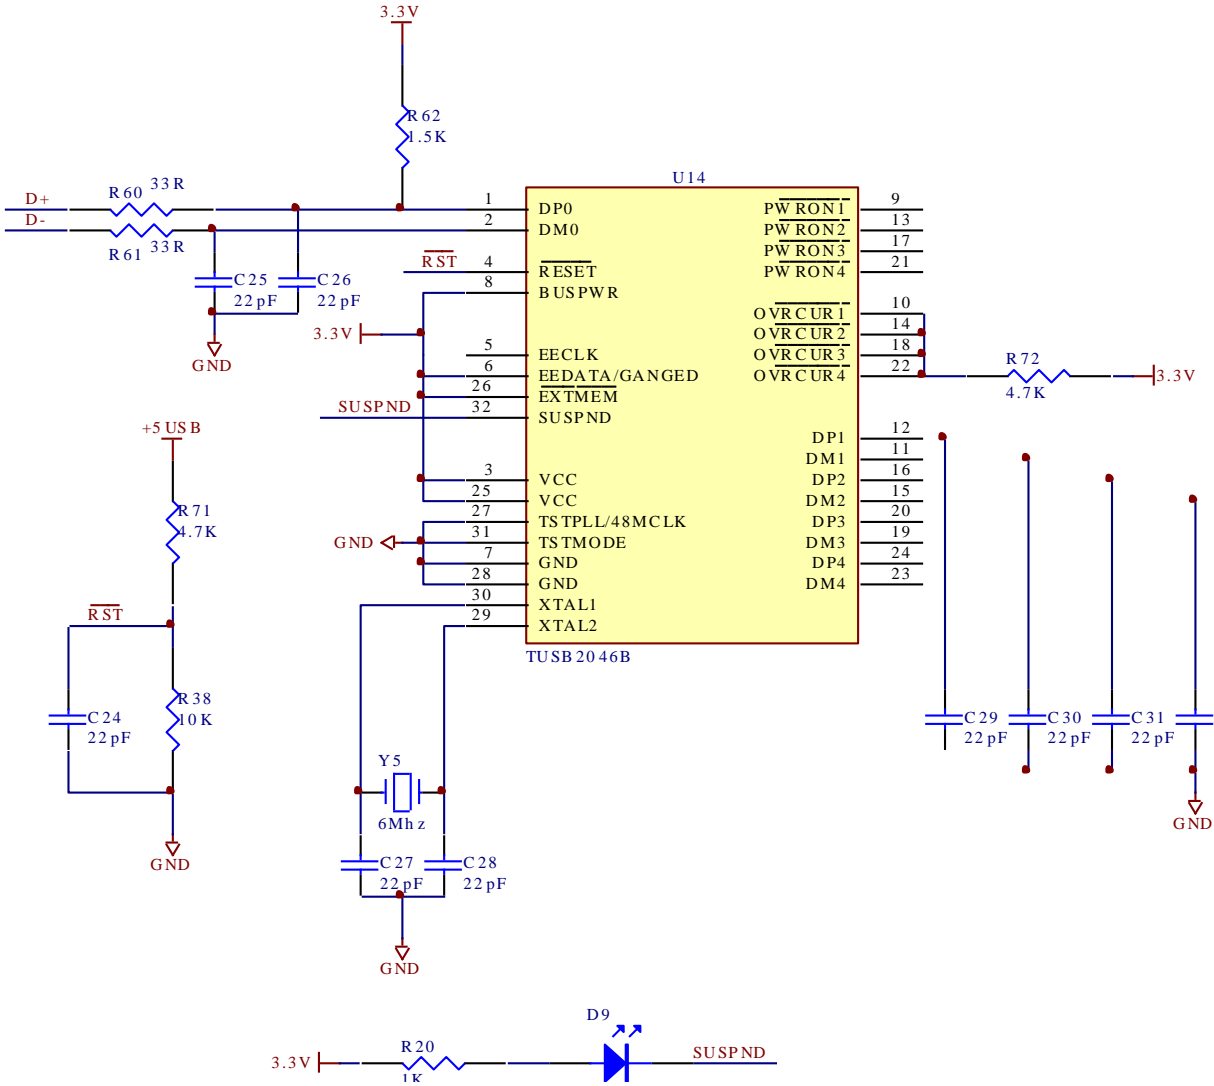 3.3V
R62
1.5K
U14
R60 33R
D+
D-
R61 33R
1 DP0
2 DM0
RST
4 RESET
8 BUSPWR
3.3V
5 EECLK
6 EEDATA/GANGED
26 EXTMEM
SUSPND
32 SUSPND
3 VCC
25 VCC
27 TSTPLL/48MCLK
GND
31 TSTMODE
7 GND
28 GND
30 XTAL1
29 XTAL2
TUSB2046B
PWRON1 9
PWRON2 13
PWRON3 17
PWRON4 21
OVRCUR1 10
OVRCUR2 14
OVRCUR3 18
OVRCUR4 22
R72
4.7K
3.3V
DP1 12
DM1 11
DP2 16
DM2 15
DP3 20
DM3 19
DP4 24
DM4 23
C25
22pF
C26
22pF
GND
+5USB
R71
4.7K
RST
R38
10K
C24
22pF
GND
Y5
6Mhz
C27
22pF
C28
22pF
GND
C29
22pF
C30
22pF
C31
22pF
GND
D9
3.3V
R20
1K
SUSPND